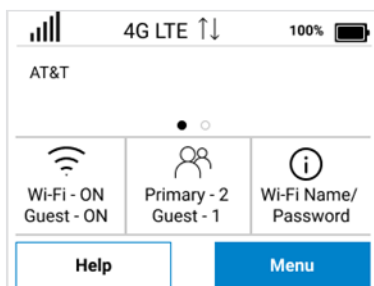 4G LTE ↑↓ 100%
AT&T
Wi-Fi - ON
Guest - ON
Primary - 2
Guest - 1
Wi-Fi Name/
Password
Help
Menu